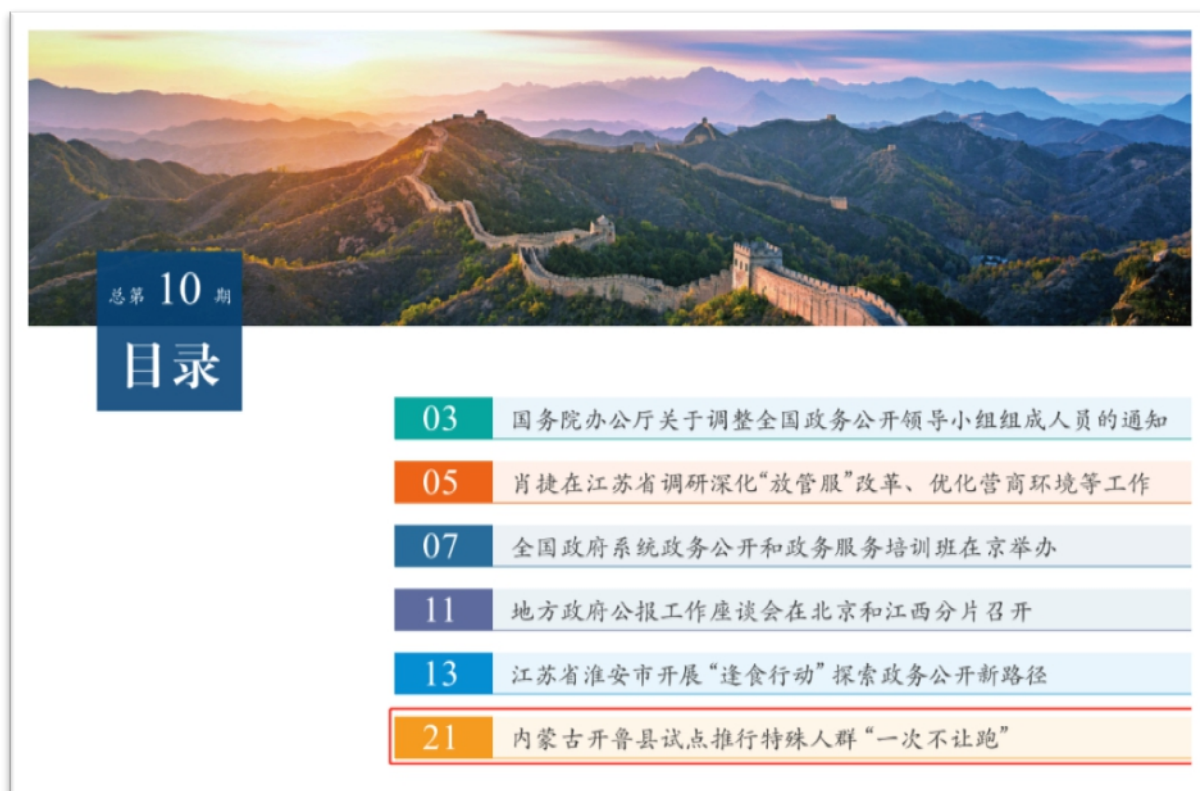 总第 10 期
目录
03 国务院办公厅关于调整全国政务公开领导小组组成人员的通知
05 肖捷在江苏省调研深化“放管服”改革、优化营商环境等工作
07 全国政府系统政务公开和政务服务培训班在京举办
11 地方政府公报工作座谈会在北京和江西分片召开
13 江苏省淮安市开展“逢食行动”探索政务公开新路径
21 内蒙古开鲁县试点推行特殊人群“一次不让跑”